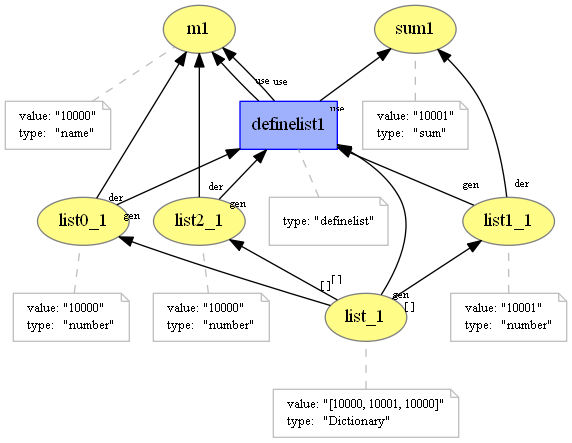 m1
sum1
value: "10000"
type: "name"
use
use
use
value: "10001"
type: "sum"
definelist1
list0_1
der
gen
list2_1
der
gen
type: "definelist"
gen
der
list1_1
value: "10000"
type: "number"
value: "10000"
type: "number"
[]
[]
list_1
gen
[]
value: "10001"
type: "number"
value: "[10000, 10001, 10000]"
type: "Dictionary"